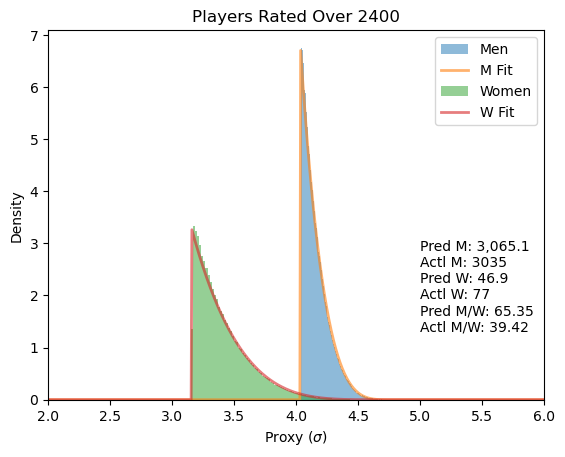 Players Rated Over 2400
Density
7
6
5
4
3
2
1
0
Men
M Fit
Women
W Fit
Pred M: 3,065.1
Actl M: 3035
Pred W: 46.9
Actl W: 77
Pred M/W: 65.35
Actl M/W: 39.42
2.0 2.5 3.0 3.5 4.0 4.5 5.0 5.5 6.0
Proxy (σ)